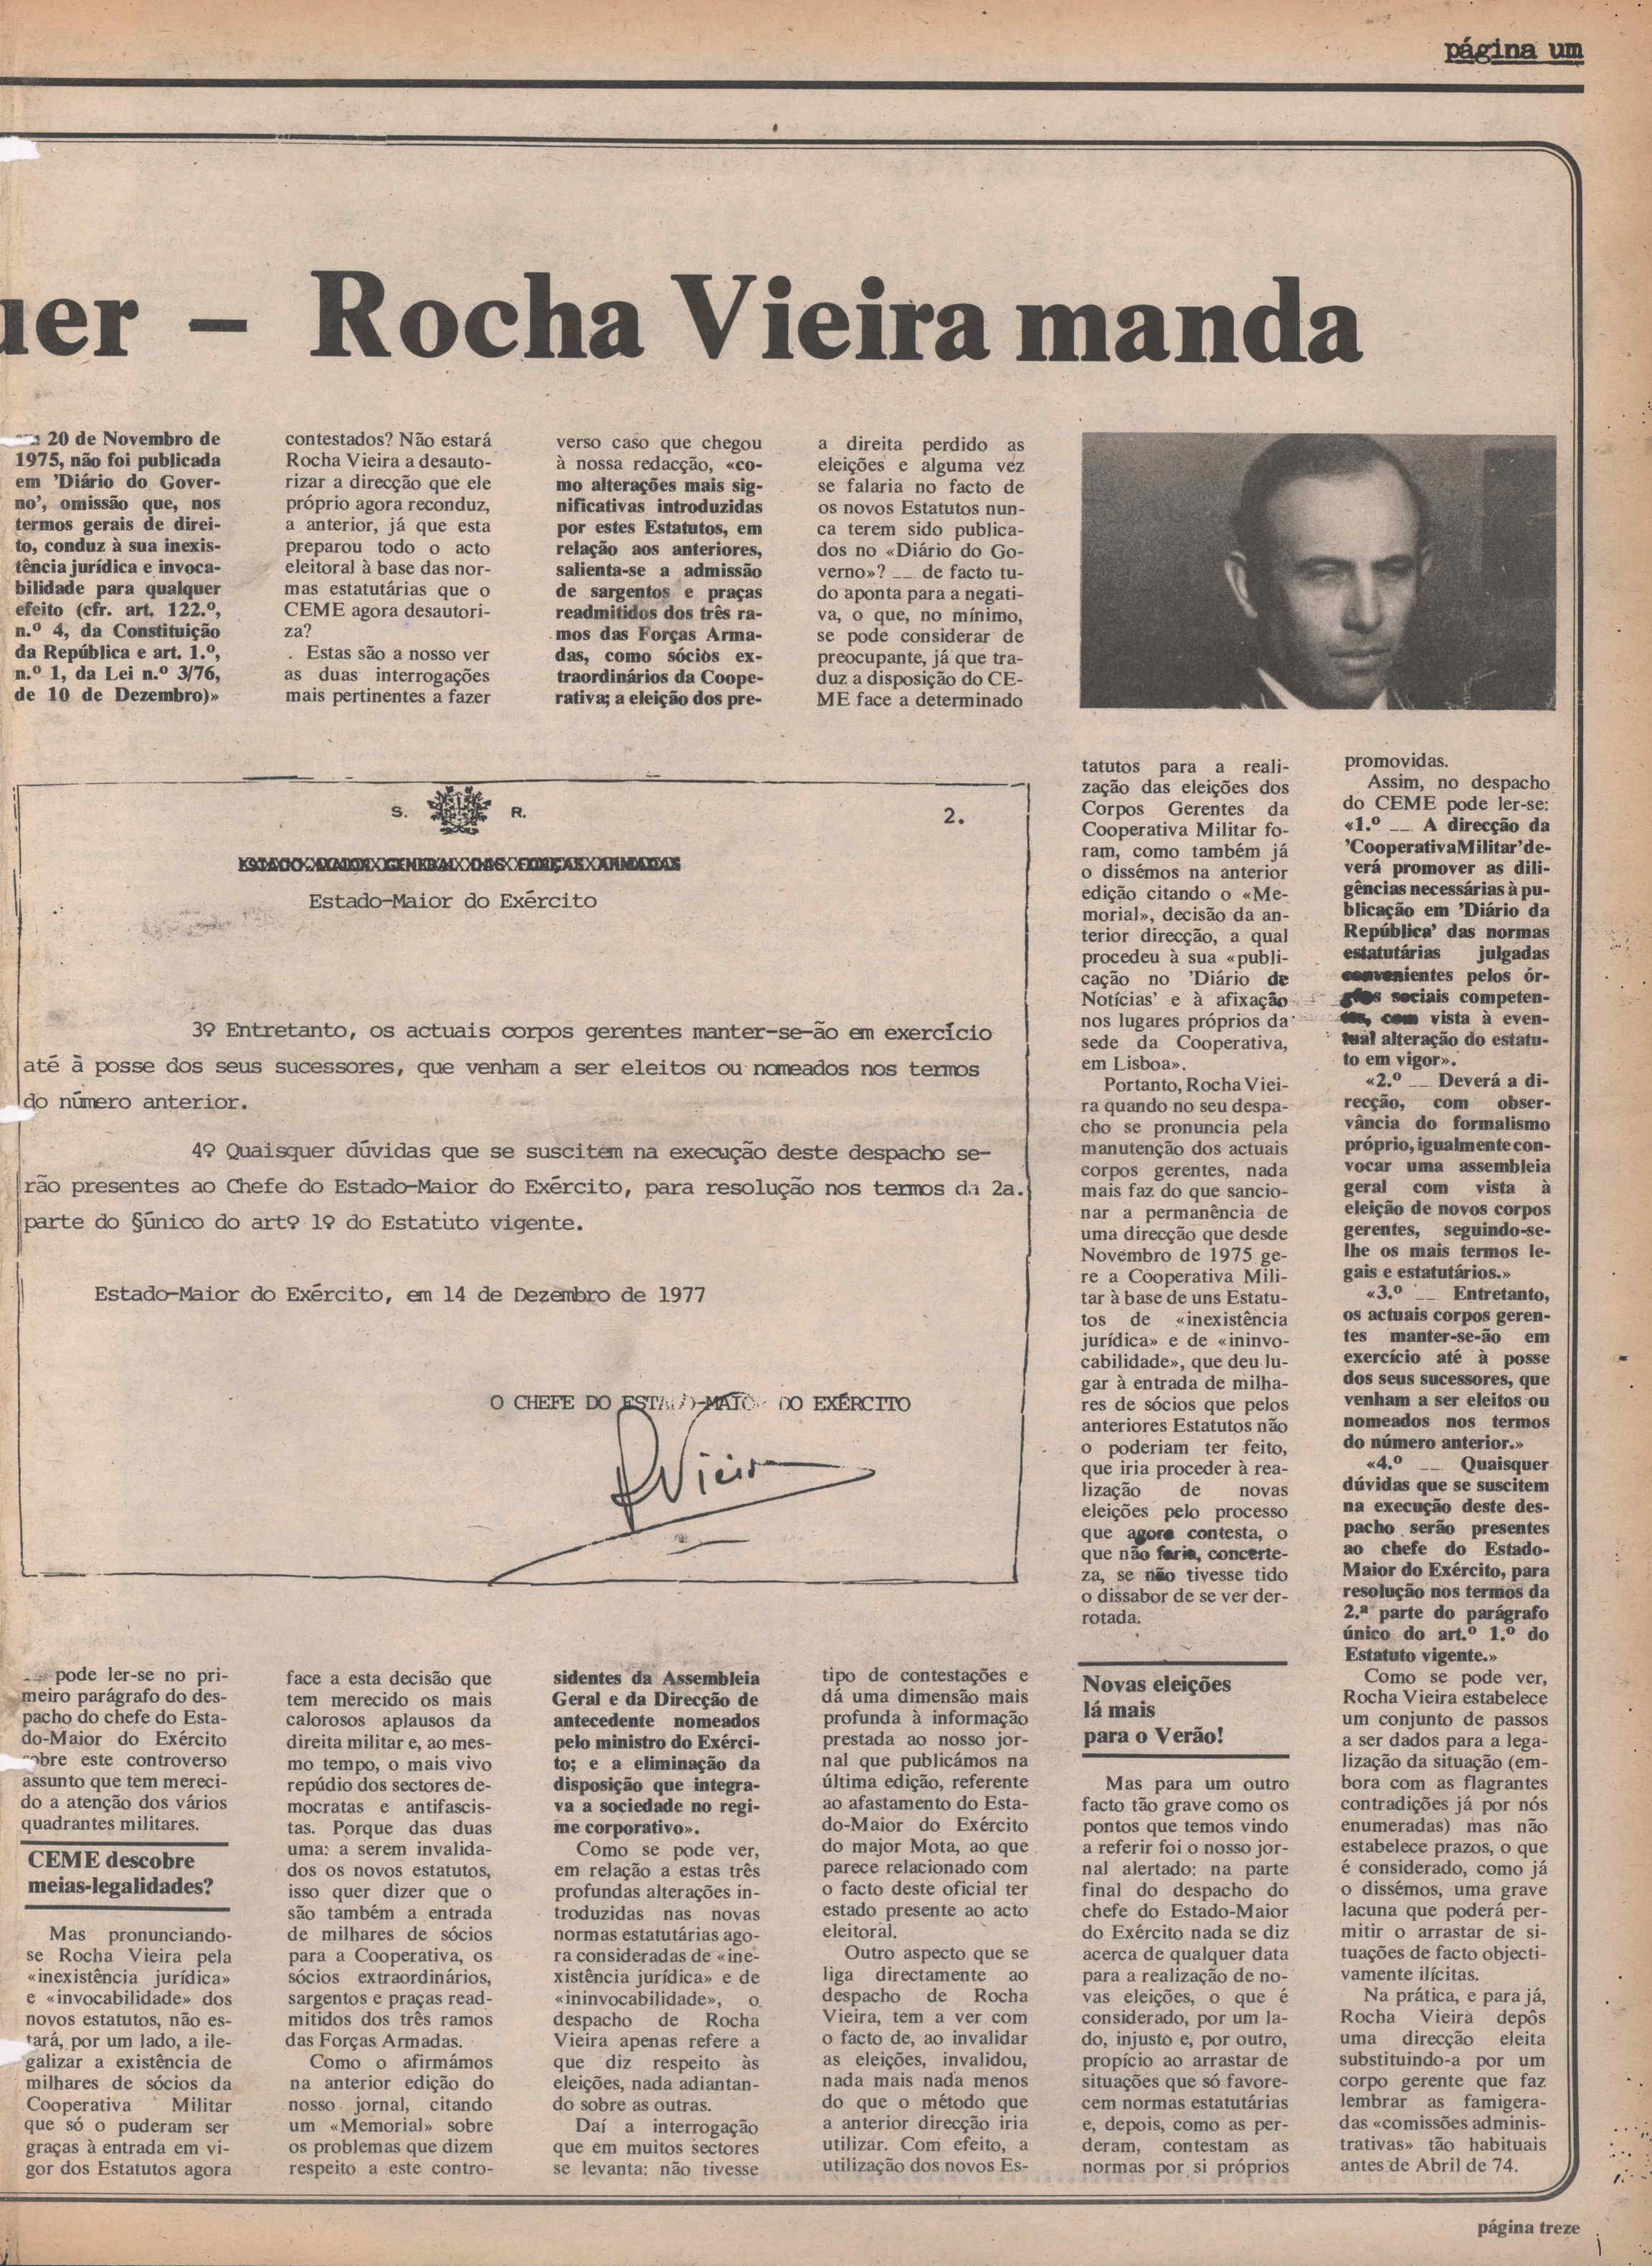 página um
uer – Rocha Vieira manda
20 de Novembro de
1975, não foi publicada
em 'Diário do Gover-
no', omissão que, nos
termos gerais de direi-
to, conduz à sua inexis-
tência jurídica e invoca-
bilidade para qualquer
efeito (cfr. art. 122.º,
n.º 4, da Constituição
da República e art. 1.º,
n.º 1, da Lei n.º 3/76,
de 10 de Dezembro)»
pode ler-se no pri-
meiro parágrafo do des-
pacho do chefe do Esta-
do-Maior do Exército
sobre este controverso
assunto que tem mereci-
do a atenção dos vários
quadrantes militares.
CEME descobre
meias-legalidades?
Mas pronunciando-
se Rocha Vieira pela
«inexistência jurídica»
e «invocabilidade» dos
novos estatutos, não es-
tará, por um lado, a ile-
galizar a existência de
milhares de sócios da
Cooperativa Militar
que só o puderam ser
graças à entrada em vi-
gor dos Estatutos agora
contestados? Não estará
Rocha Vieira a desauto-
rizar a direcção que ele
próprio agora reconduz,
a anterior, já que esta
preparou todo o acto
eleitoral à base das nor-
mas estatutárias que o
CEME agora desautori-
za?
. Estas são a nosso ver
as duas interrogações
mais pertinentes a fazer
face a esta decisão que
tem merecido os mais
calorosos aplausos da
direita militar e, ao mes-
mo tempo, o mais vivo
repúdio dos sectores de-
mocratas e antifascis-
tas. Porque das duas
uma: a serem invalida-
dos os novos estatutos,
isso quer dizer que o
são também a entrada
de milhares de sócios
para a Cooperativa, os
sócios extraordinários,
sargentos e praças read-
mitidos dos três ramos
das Forças Armadas.
Como o afirmámos
na anterior edição do
nosso jornal, citando
um «Memorial» sobre
os problemas que dizem
respeito a este contro-
verso caso que chegou
à nossa redacção, «co-
mo alterações mais sig-
nificativas introduzidas
por estes Estatutos, em
relação aos anteriores,
salienta-se a admissão
de sargentos e praças
readmitidos dos três ra-
mos das Forças Arma-
das, como sócios ex-
traordinários da Coope-
rativa; a eleição dos pre-
sidentes da Assembleia
Geral e da Direcção de
antecedente nomeados
pelo ministro do Exérci-
to; e a eliminação da
disposição que integra-
va a sociedade no regi-
me corporativo».
Como se pode ver,
em relação a estas três
profundas alterações in-
troduzidas nas novas
normas estatutárias ago-
ra consideradas de «ine-
xistência jurídica» e de
«ininvocabilidade», o
despacho de Rocha
Vieira apenas refere a
que diz respeito às
eleições, nada adiantan-
do sobre as outras.
Daí a interrogação
que em muitos sectores
se levanta: não tivesse
a direita perdido as
eleições e alguma vez
se falaria no facto de
os novos Estatutos nun-
ca terem sido publica-
dos no «Diário do Go-
verno»? __ de facto tu-
do aponta para a negati-
va, o que, no mínimo,
se pode considerar de
preocupante, já que tra-
duz a disposição do CE-
ME face a determinado
tipo de contestações e
dá uma dimensão mais
profunda à informação
prestada ao nosso jor-
nal que publicámos na
última edição, referente
ao afastamento do Esta-
do-Maior do Exército
do major Mota, ao que
parece relacionado com
o facto deste oficial ter
estado presente ao acto
eleitoral.
Outro aspecto que se
liga directamente ao
despacho de Rocha
Vieira, tem a ver com
o facto de, ao invalidar
as eleições, invalidou,
nada mais nada menos
do que o método que
a anterior direcção iria
utilizar. Com efeito, a
utilização dos novos Es-
tatutos para a reali-
zação das eleições dos
Corpos Gerentes da
Cooperativa Militar fo-
ram, como também já
o dissémos na anterior
edição citando o «Me-
morial», decisão da an-
terior direcção, a qual
procedeu à sua «publi-
cação no 'Diário de
Notícias' e à afixação
nos lugares próprios da
sede da Cooperativa,
em Lisboa».
Portanto, Rocha Viei-
ra quando no seu despa-
cho se pronuncia pela
manutenção dos actuais
corpos gerentes, nada
mais faz do que sancio-
nar a permanência de
uma direcção que desde
Novembro de 1975 ge-
re a Cooperativa Mili-
tar à base de uns Estatu-
tos de «inexistência
jurídica» e de «ininvo-
cabilidade», que deu lu-
gar à entrada de milha-
res de sócios que pelos
anteriores Estatutos não
o poderiam ter feito,
que iria proceder à rea-
lização de novas
eleições pelo processo
que agora contesta, o
que não faria, concerte-
za, se não tivesse tido
o dissabor de se ver der-
rotada.
Novas eleições
lá mais
para o Verão!
Mas para um outro
facto tão grave como os
pontos que temos vindo
a referir foi o nosso jor-
nal alertado: na parte
final do despacho do
chefe do Estado-Maior
do Exército nada se diz
acerca de qualquer data
para a realização de no-
vas eleições, o que é
considerado, por um la-
do, injusto e, por outro,
propício ao arrastar de
situações que só favore-
cem normas estatutárias
e, depois, como as per-
deram, contestam as
normas por si próprios
promovidas.
Assim, no despacho
do CEME pode ler-se:
«1.º __ A direcção da
'CooperativaMilitar'de-
verá promover as dili-
gências necessárias à pu-
blicação em 'Diário da
República' das normas
estatutárias julgadas
convenientes pelos ór-
gãos sociais competen-
tes, com vista à even-
tual alteração do estatu-
to em vigor».
«2.º __ Deverá a di-
recção, com obser-
vância do formalismo
próprio, igualmente con-
vocar uma assembleia
geral com vista à
eleição de novos corpos
gerentes, seguindo-se-
lhe os mais termos le-
gais e estatutários.»
«3.º __ Entretanto,
os actuais corpos geren-
tes manter-se-ão em
exercício até à posse
dos seus sucessores, que
venham a ser eleitos ou
nomeados nos termos
do número anterior.»
«4.º __ Quaisquer
dúvidas que se suscitem
na execução deste des-
pacho serão presentes
ao chefe do Estado-
Maior do Exército, para
resolução nos termos da
2.ª parte do parágrafo
único do art.º 1.º do
Estatuto vigente.»
Como se pode ver,
Rocha Vieira estabelece
um conjunto de passos
a ser dados para a lega-
lização da situação (em-
bora com as flagrantes
contradições já por nós
enumeradas) mas não
estabelece prazos, o que
é considerado, como já
o dissémos, uma grave
lacuna que poderá per-
mitir o arrastar de si-
tuações de facto objecti-
vamente ilícitas.
Na prática, e para já,
Rocha Vieira depôs
uma direcção eleita
substituindo-a por um
corpo gerente que faz
lembrar as famigera-
das «comissões adminis-
trativas» tão habituais
antes de Abril de 74.
S. R.
2.
ESTADO-MAIOR GENERAL DAS FORÇAS ARMADAS
Estado-Maior do Exército
3º Entretanto, os actuais corpos gerentes manter-se-ão em exercício
até à posse dos seus sucessores, que venham a ser eleitos ou nomeados nos termos
do número anterior.
4º Quaisquer dúvidas que se suscitem na execução deste despacho se-
rão presentes ao Chefe do Estado-Maior do Exército, para resolução nos termos da 2a.
parte do §único do artº 1º do Estatuto vigente.
Estado-Maior do Exército, em 14 de Dezembro de 1977
O CHEFE DO ESTADO-MAIOR DO EXÉRCITO
RVieira
página treze